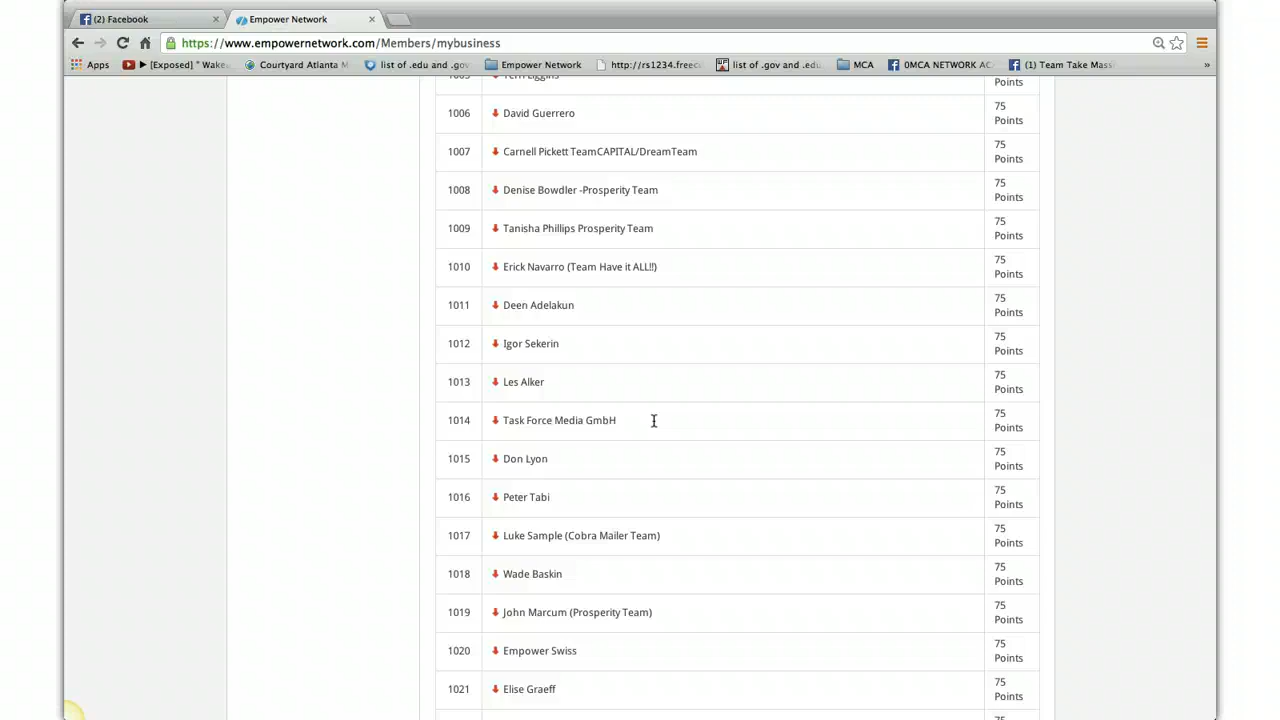 (2) Facebook
Empower Network
https://www.empowernetwork.com/Members/mybusiness
Apps
[Exposed] " Wake
Courtyard Atlanta M
list of .edu and .gov
Empower Network
http://rs1234.freec
list of .gov and .edu
MCA
0MCA NETWORK AC
(1) Team Take Mass
»
Points
1006 David Guerrero 75 Points
1007 Carnell Pickett TeamCAPITAL/DreamTeam 75 Points
1008 Denise Bowdler -Prosperity Team 75 Points
1009 Tanisha Phillips Prosperity Team 75 Points
1010 Erick Navarro (Team Have it ALL!!) 75 Points
1011 Deen Adelakun 75 Points
1012 Igor Sekerin 75 Points
1013 Les Alker 75 Points
1014 Task Force Media GmbH 75 Points
1015 Don Lyon 75 Points
1016 Peter Tabi 75 Points
1017 Luke Sample (Cobra Mailer Team) 75 Points
1018 Wade Baskin 75 Points
1019 John Marcum (Prosperity Team) 75 Points
1020 Empower Swiss 75 Points
1021 Elise Graeff 75 Points